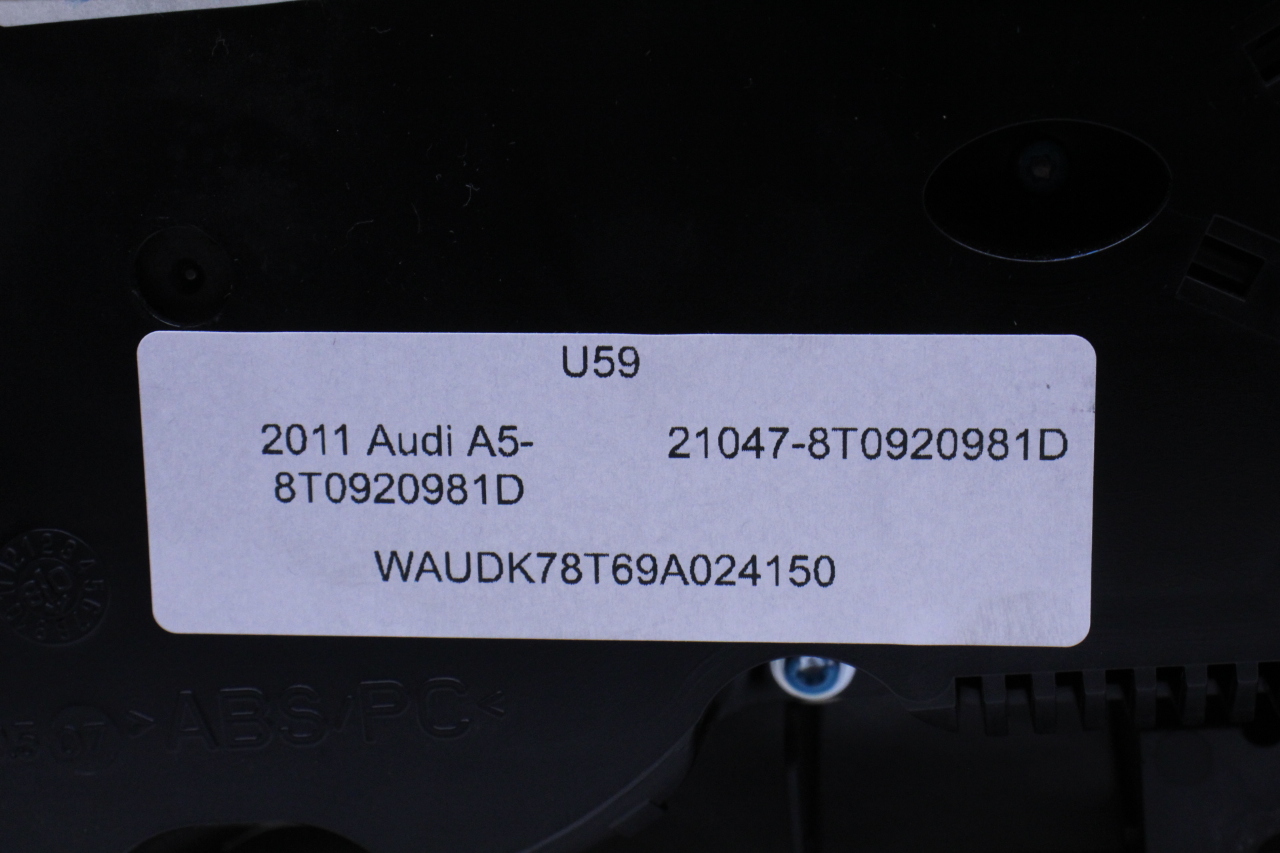 U59
2011 Audi A5-
8T0920981D
21047-8T0920981D
WAUDK78T69A024150
>ABS/PC<